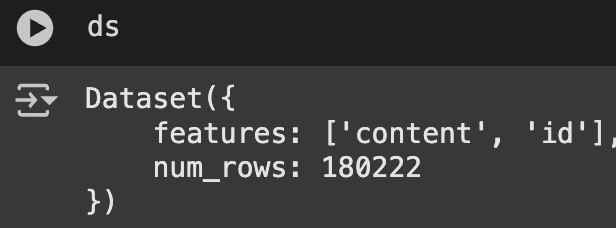 ds
Dataset({
features: ['content', 'id'],
num_rows: 180222
})